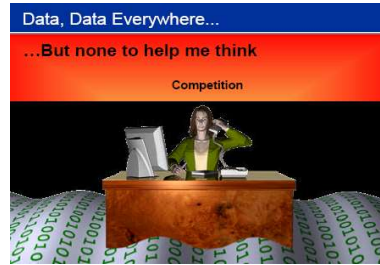 Data, Data Everywhere...
...But none to help me think
Competition